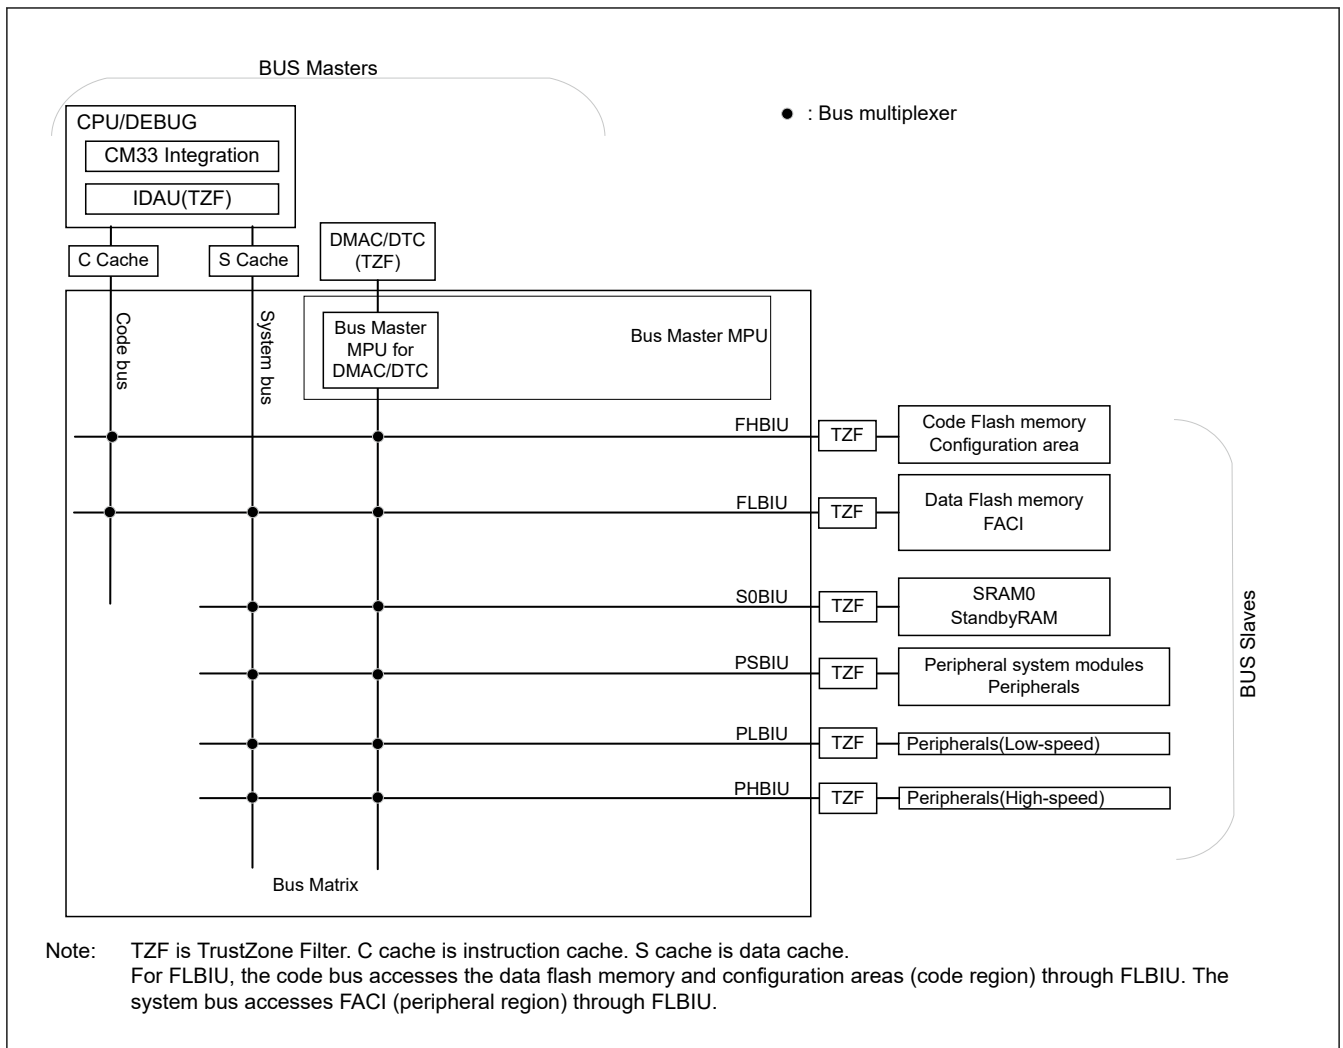 BUS Masters
● : Bus multiplexer
CPU/DEBUG
CM33 Integration
IDAU(TZF)
C Cache
S Cache
DMAC/DTC
(TZF)
Code bus
System bus
Bus Master
MPU for
DMAC/DTC
Bus Master MPU
FHBIU
TZF
Code Flash memory
Configuration area
FLBIU
TZF
Data Flash memory
FACI
S0BIU
TZF
SRAM0
StandbyRAM
PSBIU
TZF
Peripheral system modules
Peripherals
PLBIU
TZF
Peripherals(Low-speed)
PHBIU
TZF
Peripherals(High-speed)
BUS Slaves
Bus Matrix
Note: TZF is TrustZone Filter. C cache is instruction cache. S cache is data cache.
For FLBIU, the code bus accesses the data flash memory and configuration areas (code region) through FLBIU. The
system bus accesses FACI (peripheral region) through FLBIU.